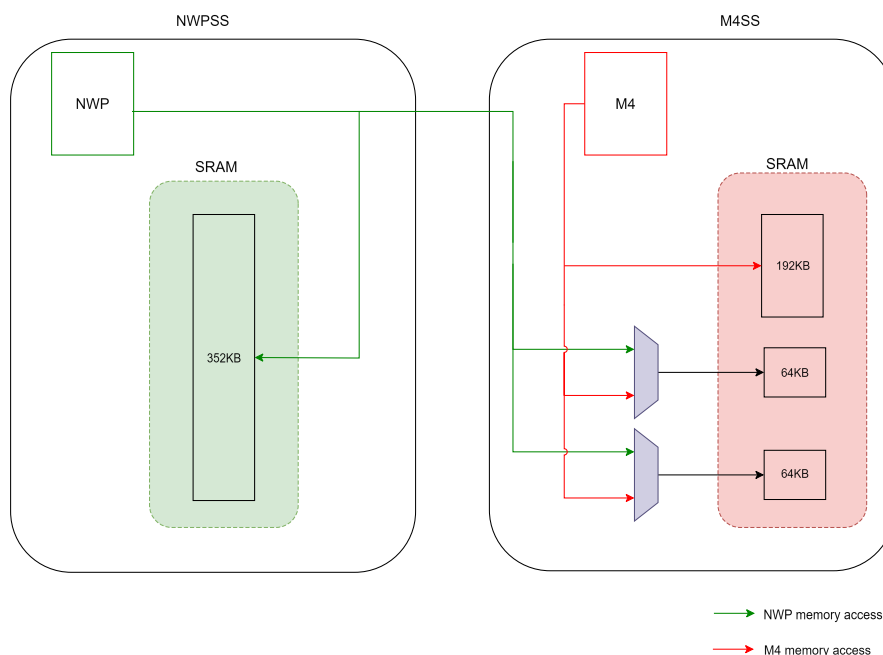 NWPSS
M4SS
NWP
M4
SRAM
SRAM
192KB
352KB
64KB
64KB
NWP memory access
M4 memory access